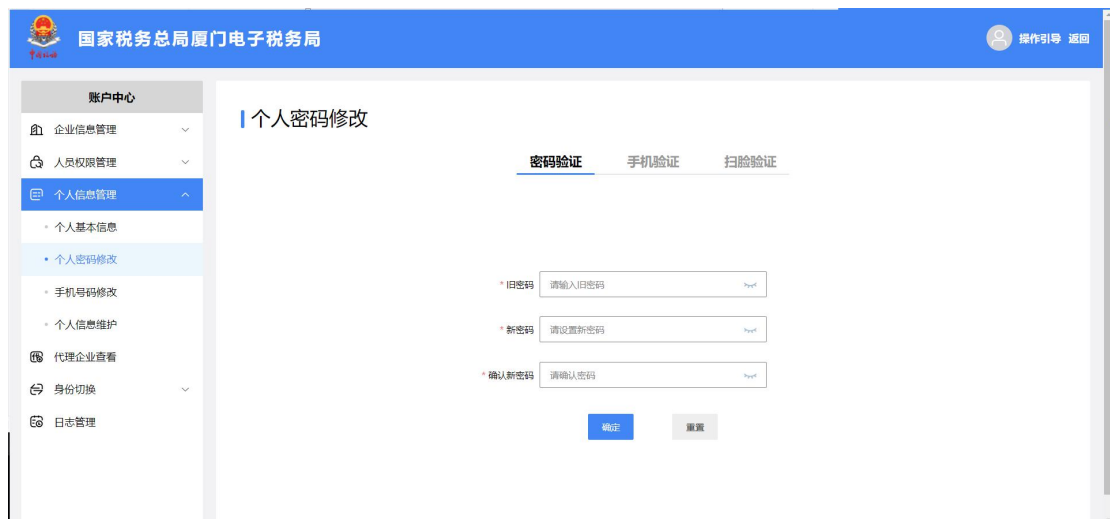 国家税务总局厦门电子税务局
操作引导 返回
账户中心
企业信息管理
人员权限管理
个人信息管理
个人基本信息
个人密码修改
手机号码修改
个人信息维护
代理企业查看
身份切换
日志管理
个人密码修改
密码验证 手机验证 扫脸验证
* 旧密码 请输入旧密码
* 新密码 请设置新密码
* 确认新密码 请确认密码
确定 重置